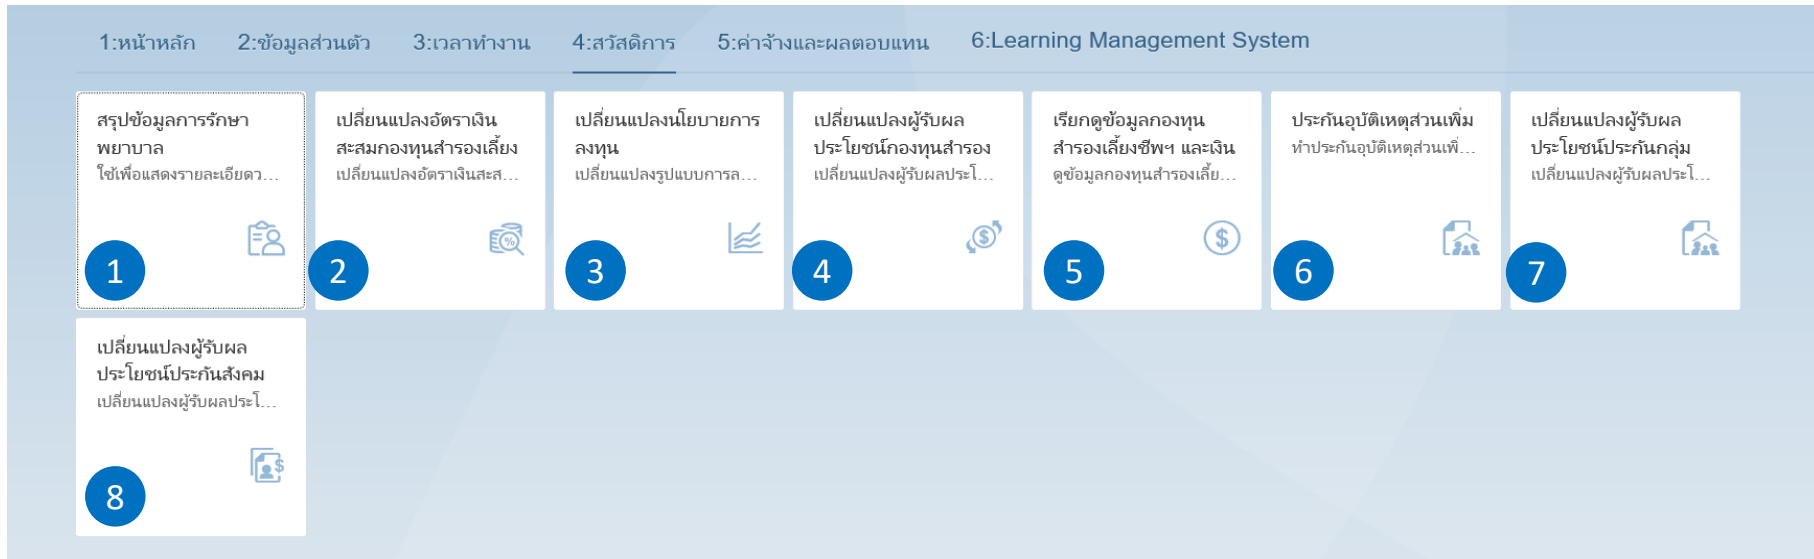 1:หน้าหลัก 2:ข้อมูลส่วนตัว 3:เวลาทำงาน 4:สวัสดิการ 5:ค่าจ้างและผลตอบแทน 6:Learning Management System
สรุปข้อมูลการรักษา
พยาบาล
ใช้เพื่อแสดงรายละเอียดว...
1
เปลี่ยนแปลงอัตราเงิน
สะสมกองทุนสำรองเลี้ยง
เปลี่ยนแปลงอัตราเงินสะส...
2
เปลี่ยนแปลงนโยบายการ
ลงทุน
เปลี่ยนแปลงรูปแบบการล...
3
เปลี่ยนแปลงผู้รับผล
ประโยชน์กองทุนสำรอง
เปลี่ยนแปลงผู้รับผลประโ...
4
เรียกดูข้อมูลกองทุน
สำรองเลี้ยงชีพฯ และเงิน
ดูข้อมูลกองทุนสำรองเลี้ย...
5
ประกันอุบัติเหตุส่วนเพิ่ม
ทำประกันอุบัติเหตุส่วนเพิ่...
6
เปลี่ยนแปลงผู้รับผล
ประโยชน์ประกันกลุ่ม
เปลี่ยนแปลงผู้รับผลประโ...
7
เปลี่ยนแปลงผู้รับผล
ประโยชน์ประกันสังคม
เปลี่ยนแปลงผู้รับผลประโ...
8